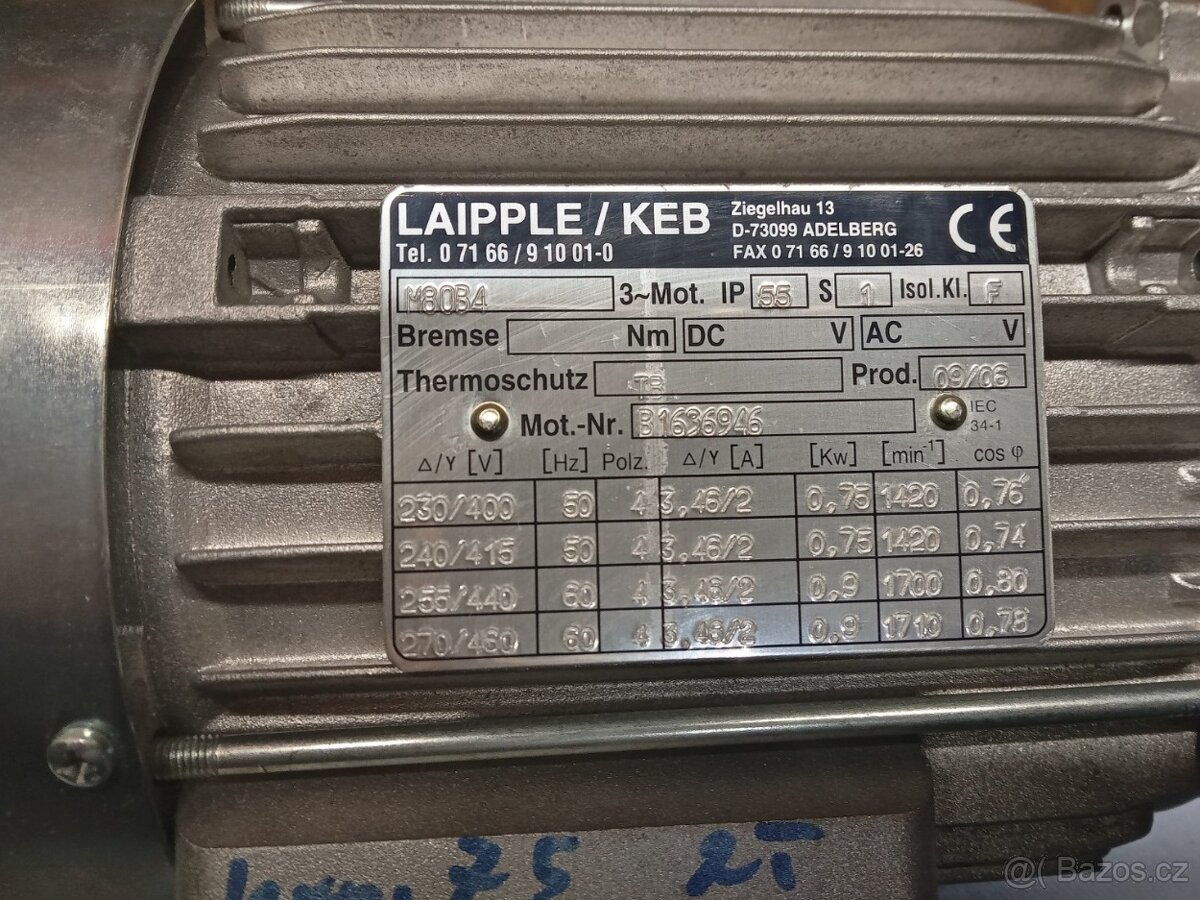 LAIPPLE / KEB Ziegelhau 13
D-73099 ADELBERG
Tel. 0 71 66 / 9 10 01-0 FAX 0 71 66 / 9 10 01-26
CE
M80B4 3~Mot. IP 55 S 1 Isol.Kl. F
Bremse Nm DC V AC V
Thermoschutz TB Prod. 09/06
Mot.-Nr. B1636946 IEC 34-1
△/Y [V] [Hz] Polz. △/Y [A] [Kw] [min⁻¹] cos φ
230/400 50 4 3,46/2 0,75 1420 0,76
240/415 50 4 3,46/2 0,75 1420 0,74
255/440 60 4 3,46/2 0,9 1700 0,80
270/460 60 4 3,46/2 0,9 1710 0,78
75 2T
Bazoš.cz